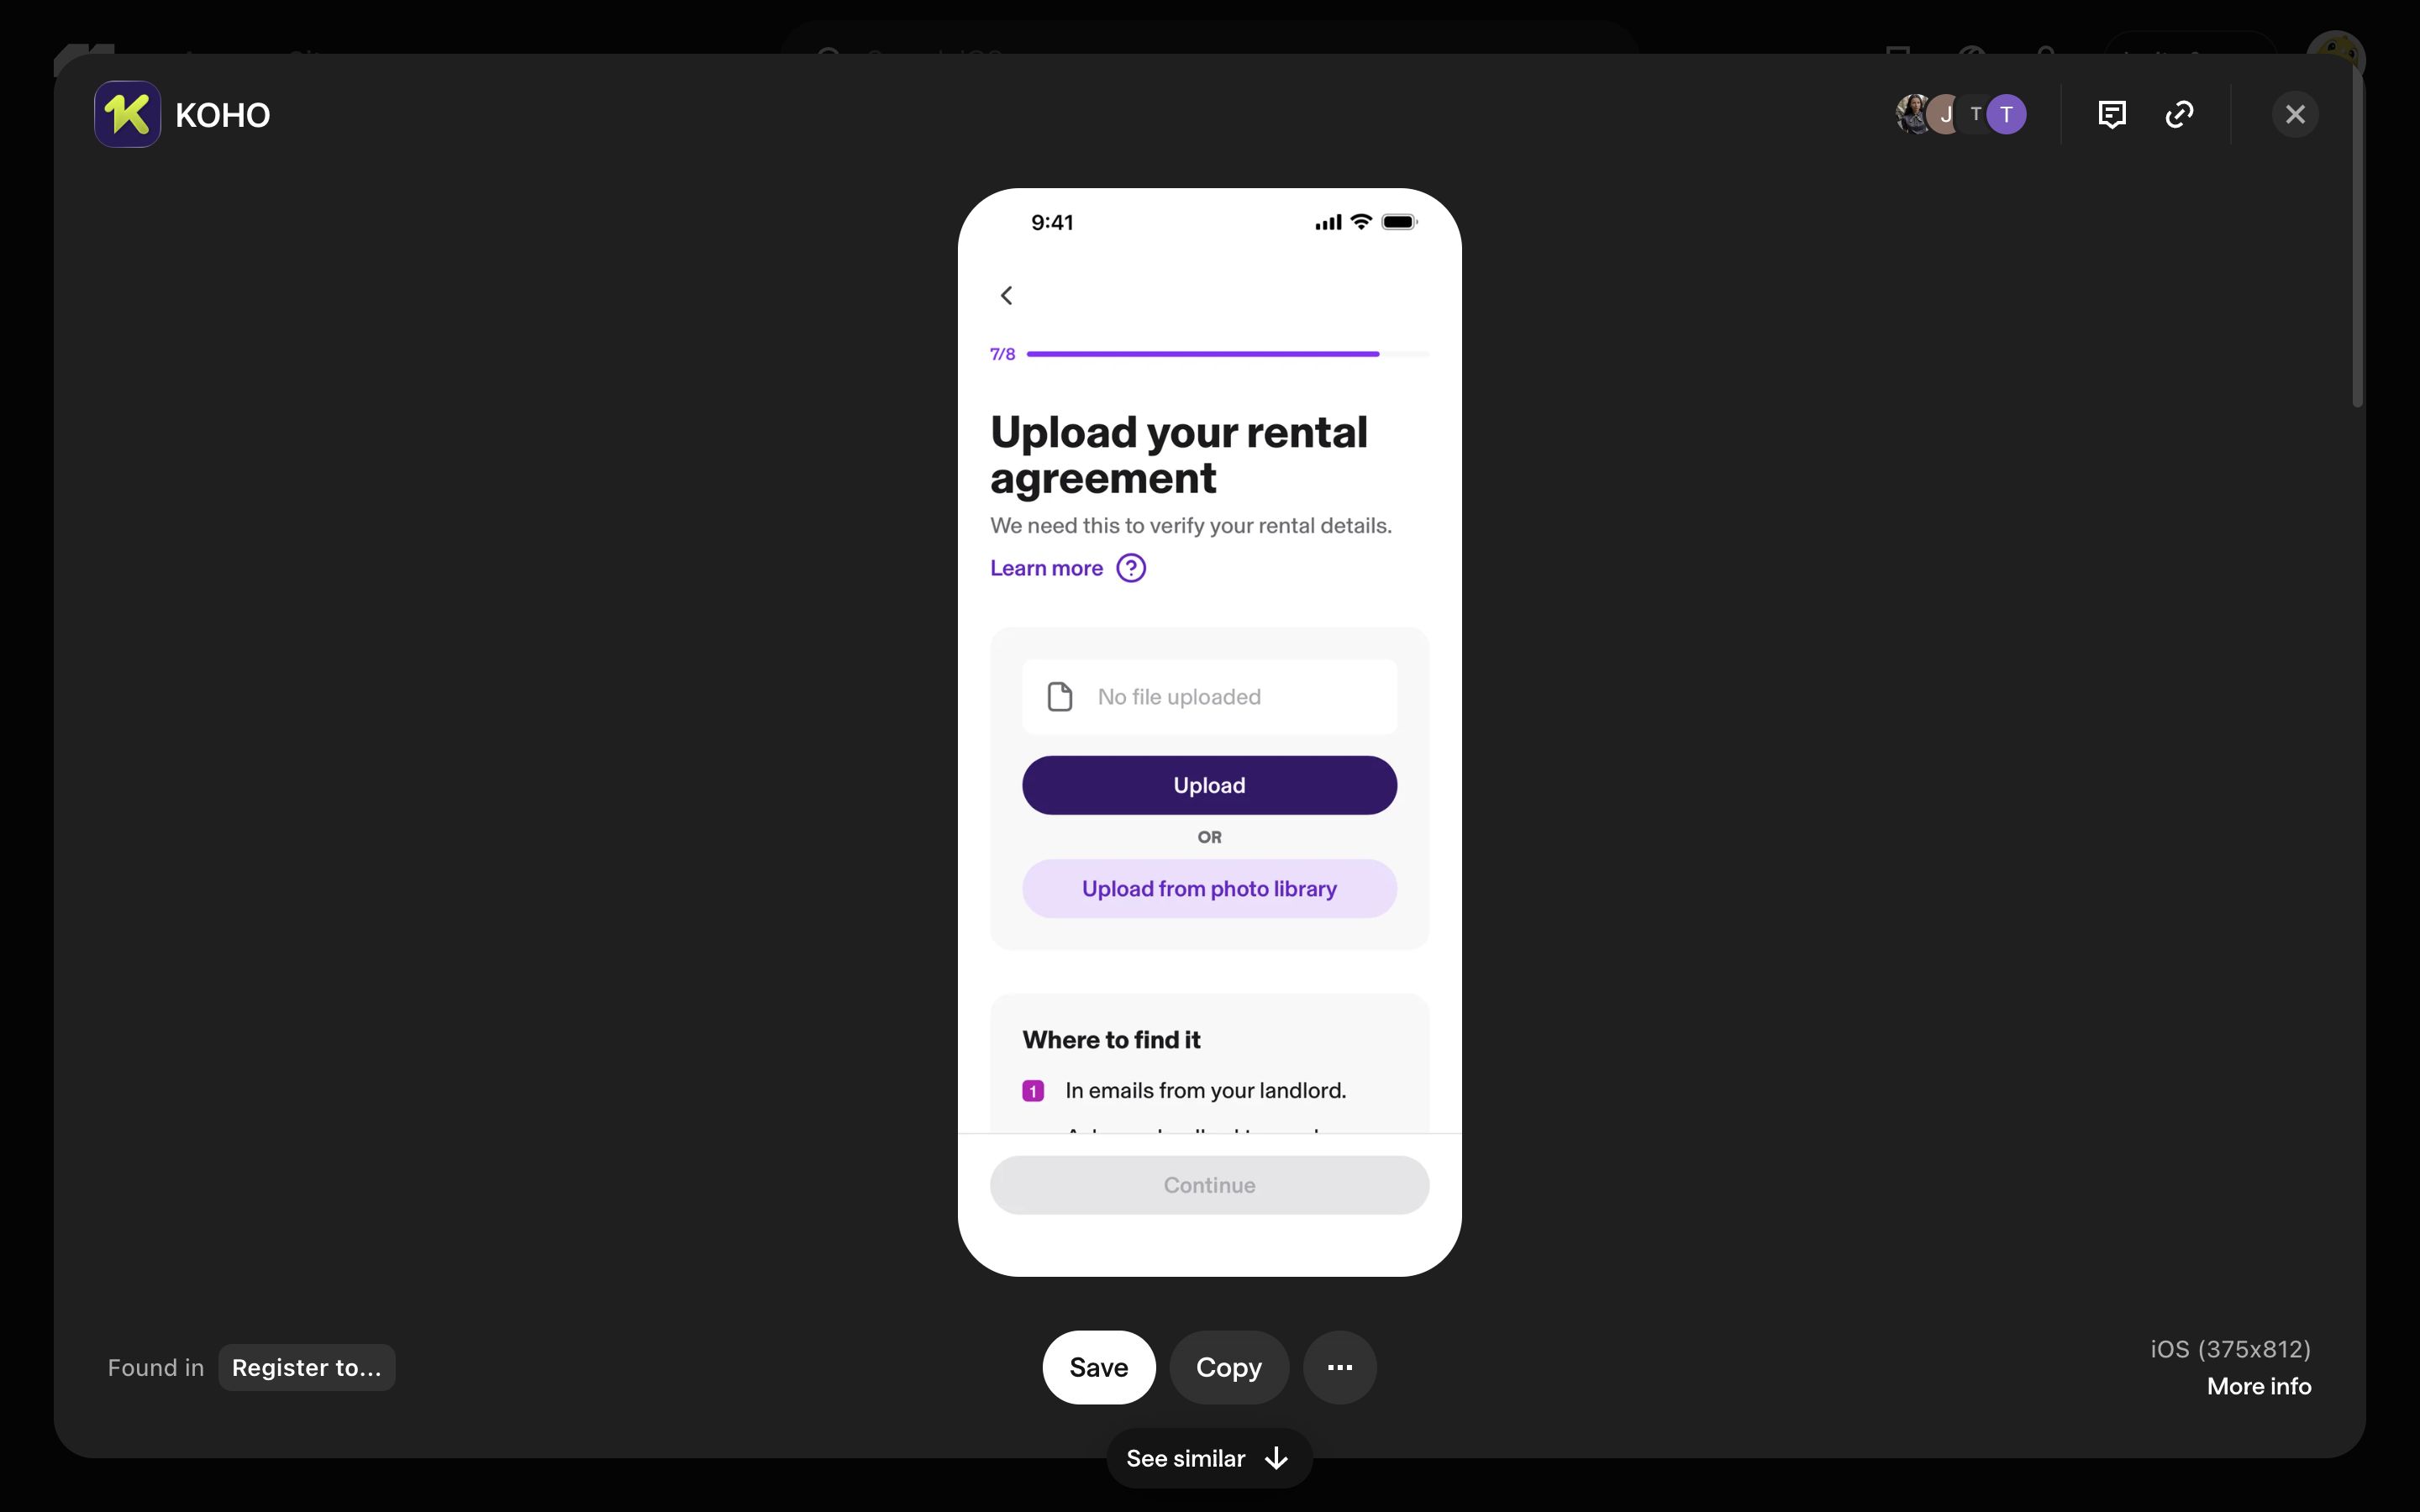 KOHO
J
T
T
9:41
7/8
Upload your rental
agreement
We need this to verify your rental details.
Learn more
No file uploaded
Upload
OR
Upload from photo library
Where to find it
1 In emails from your landlord.
Continue
Found in Register to...
Save
Copy
iOS (375x812)
More info
See similar